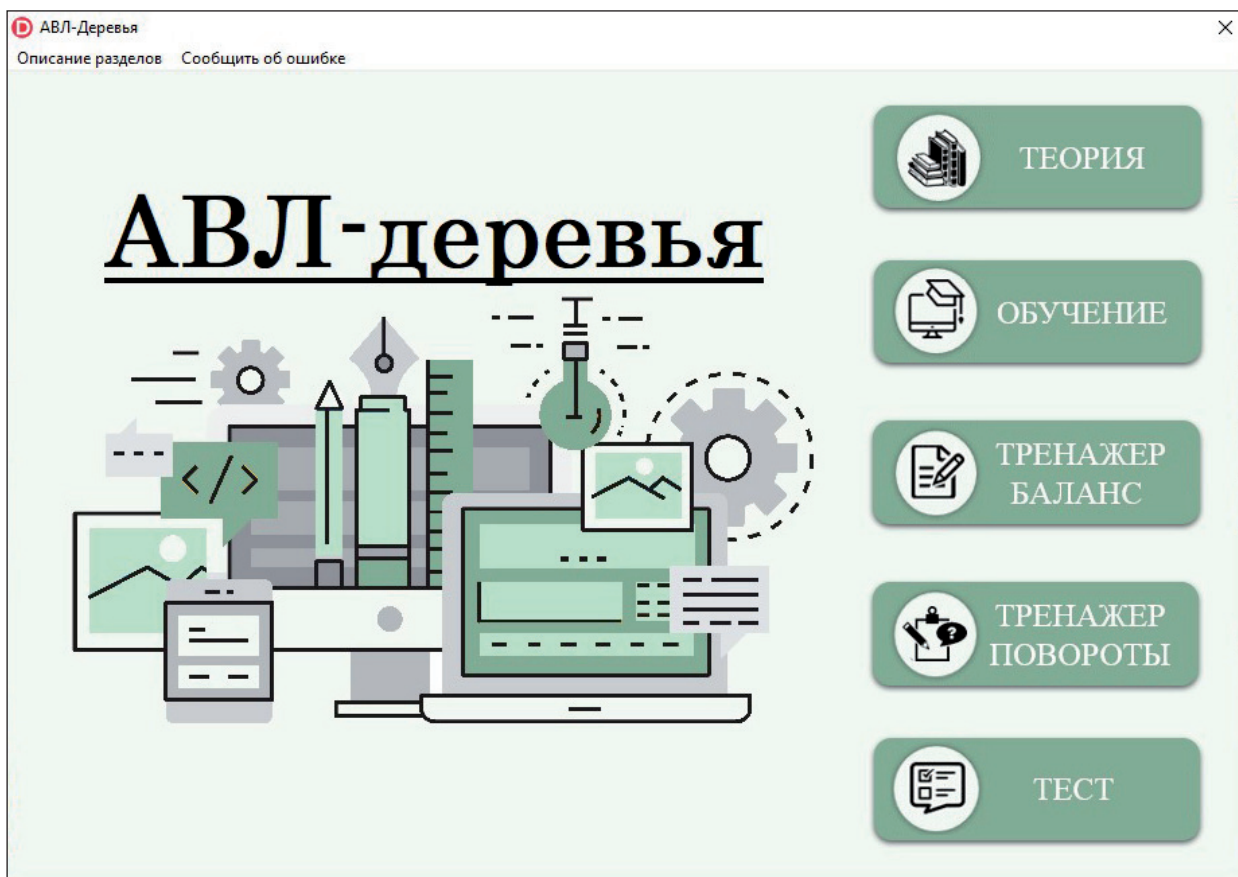 АВЛ-Деревья
Описание разделов Сообщить об ошибке
АВЛ-деревья
</>
ТЕОРИЯ
ОБУЧЕНИЕ
ТРЕНАЖЕР
БАЛАНС
ТРЕНАЖЕР
ПОВОРОТЫ
ТЕСТ